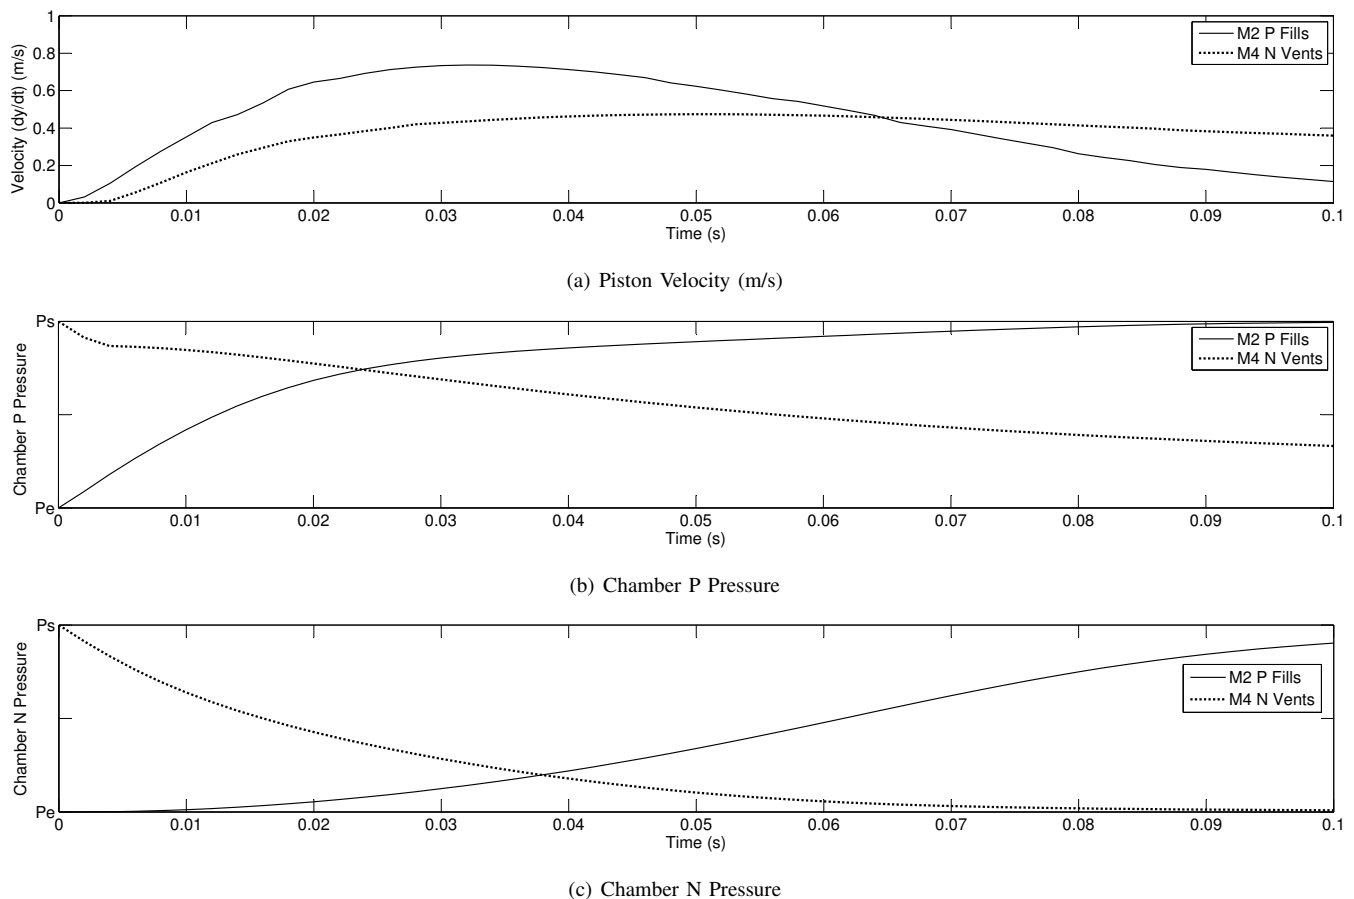 1
0.8
0.6
0.4
0.2
0
Velocity (dy/dt) (m/s)
M2 P Fills
M4 N Vents
0 0.01 0.02 0.03 0.04 0.05 0.06 0.07 0.08 0.09 0.1
Time (s)
(a) Piston Velocity (m/s)
Ps
Pe
Chamber P Pressure
M2 P Fills
M4 N Vents
0 0.01 0.02 0.03 0.04 0.05 0.06 0.07 0.08 0.09 0.1
Time (s)
(b) Chamber P Pressure
Ps
Pe
Chamber N Pressure
M2 P Fills
M4 N Vents
0 0.01 0.02 0.03 0.04 0.05 0.06 0.07 0.08 0.09 0.1
Time (s)
(c) Chamber N Pressure